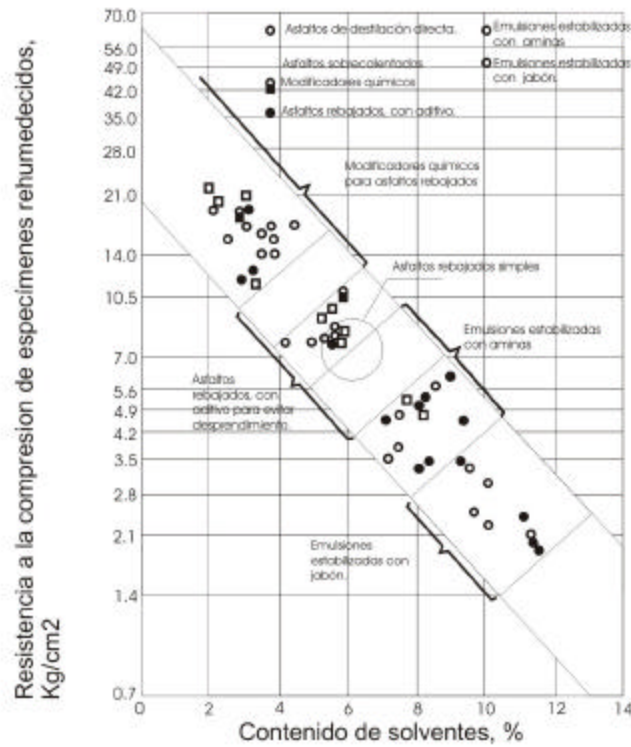 Resistencia a la compresion de especimenes rehumedecidos,
Kg/cm2
70.0
56.0
49.0
42.0
35.0
28.0
21.0
14.0
10.5
7.0
5.6
4.9
4.2
3.5
2.8
2.1
1.4
0.7
Asfaltos de destilación directa.
Asfaltos sobrecalentados.
Modificadores químicos
Asfaltos rebajados, con aditivo.
Emulsiones estabilizadas
con aminas
Emulsiones estabilizadas
con jabón.
Modificadores químicos
para asfaltos rebajados
Asfaltos rebajados simples
Emulsiones estabilizadas
con aminas
Asfaltos
rebajados, con
aditivo para evitar
desprendimiento.
Emulsiones
estabilizadas con
jabón.
0 2 4 6 8 10 12 14
Contenido de solventes, %